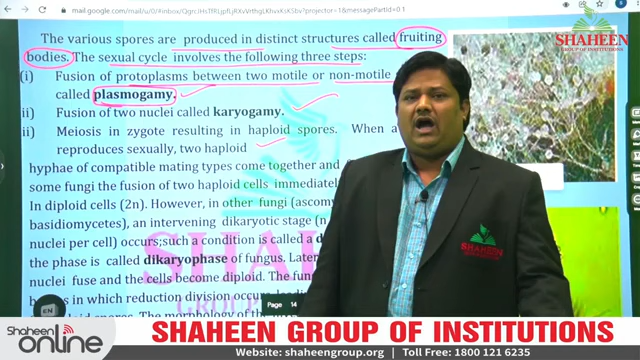 mail.google.com/mail/u/0/#inbox/
messagePartId=0.1
The various spores are produced in distinct structures called fruiting
bodies. The sexual cycle involves the following three steps
(i) Fusion of protoplasms between two motile or non-motile
called plasmogamy.
ii) Fusion of two nuclei called karyogamy.
ii) Meiosis in zygote resulting in haploid spores. When a
reproduces sexually, two haploid
hyphae of compatible mating types come together and
some fungi the fusion of two haploid cells immediately
In diploid cells (2n). However, in other fungi
basidiomycetes), an intervening dikaryotic stage
nuclei per cell) occurs; such a condition is called a
the phase is called dikaryophase of fungus. Later
nuclei fuse and the cells become diploid. The
in which reduction division occurs
The morphology of the
Page 14
EN
SHAHEEN
GROUP OF INSTITUTIONS
SHAHEEN
Shaheen
online
SHAHEEN GROUP OF INSTITUTIONS
Website: shaheengroup.org | Toll Free: 1800 121 6235